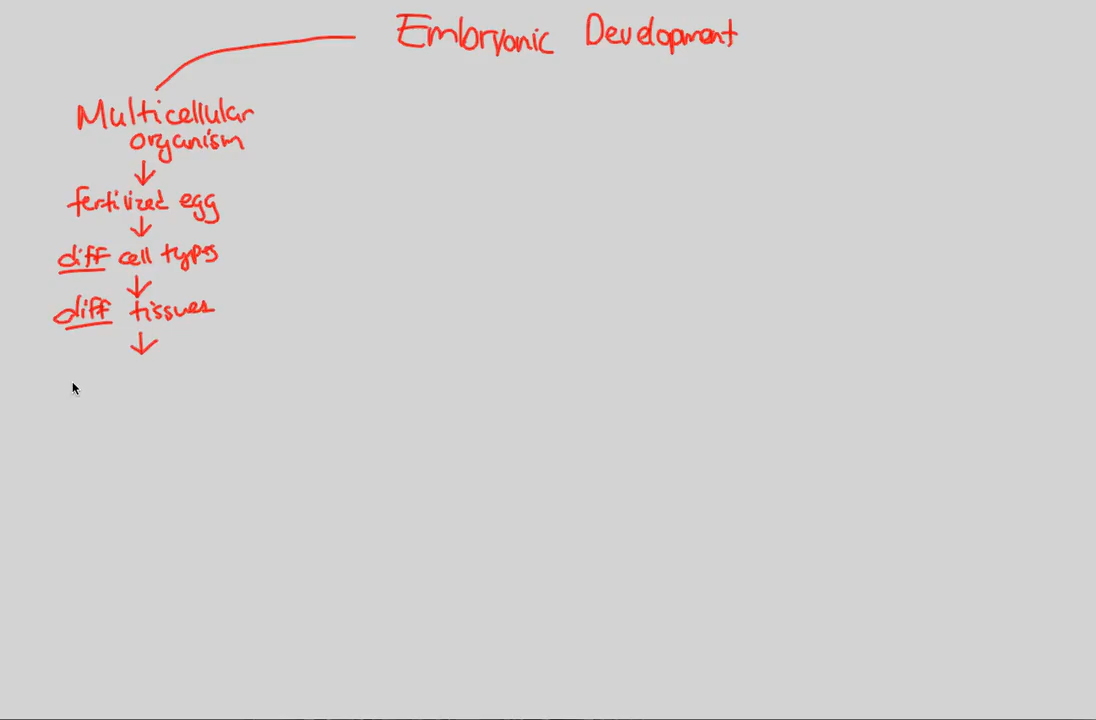 Embryonic Development
Multicellular
organism
↓
fertilized egg
↓
diff cell types
↓
diff tissues
↓